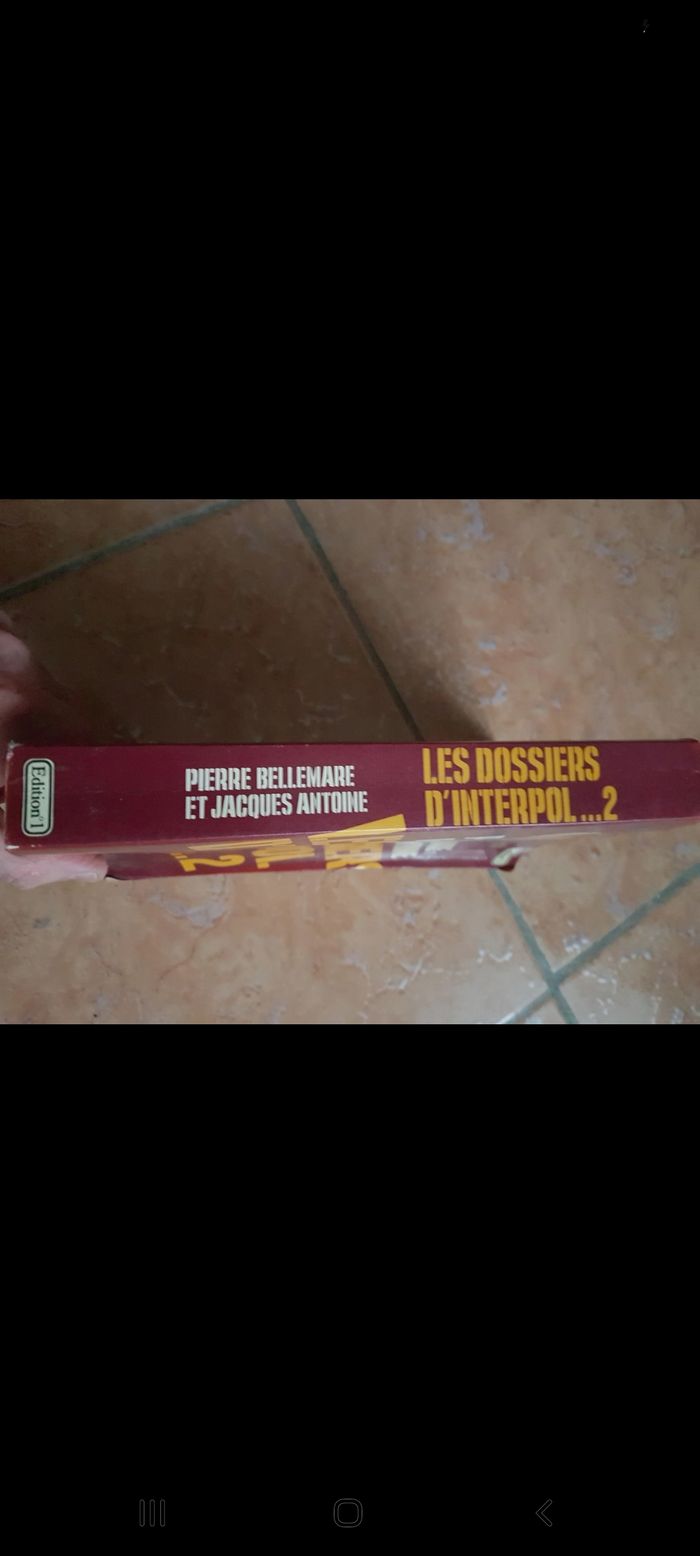 Edition°1
PIERRE BELLEMARE
ET JACQUES ANTOINE
LES DOSSIERS
D'INTERPOL...2